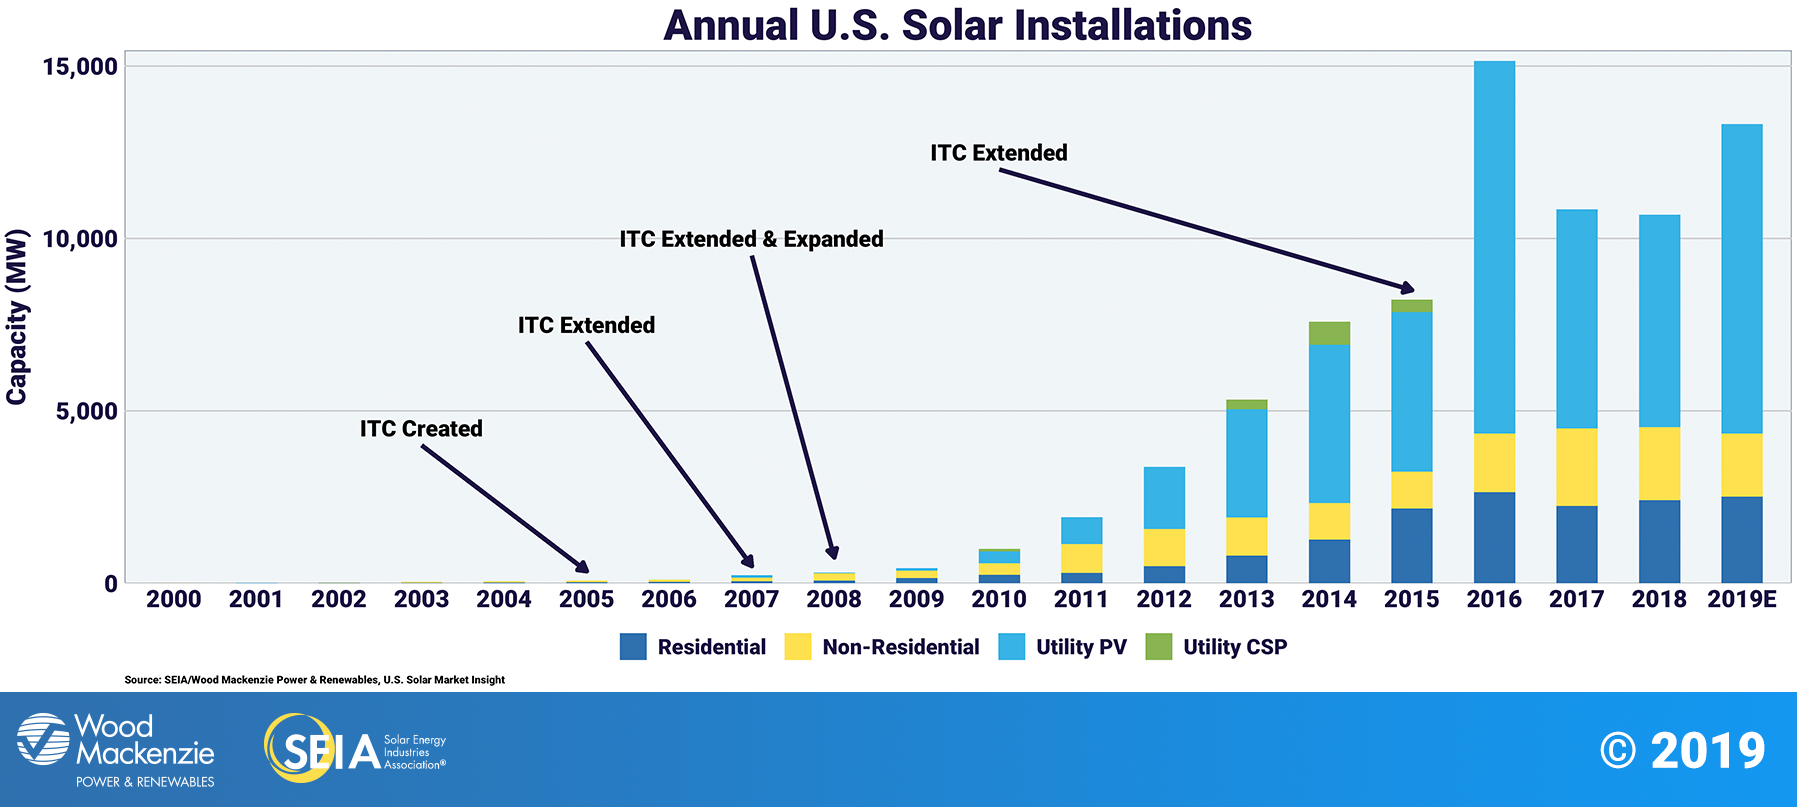 Annual U.S. Solar Installations
Capacity (MW)
15,000
10,000
5,000
0
ITC Extended
ITC Extended & Expanded
ITC Extended
ITC Created
2000 2001 2002 2003 2004 2005 2006 2007 2008 2009 2010 2011 2012 2013 2014 2015 2016 2017 2018 2019E
Residential Non-Residential Utility PV Utility CSP
Source: SEIA/Wood Mackenzie Power & Renewables, U.S. Solar Market Insight
Wood
Mackenzie
POWER & RENEWABLES
SEIA
Solar Energy
Industries
Association®
© 2019